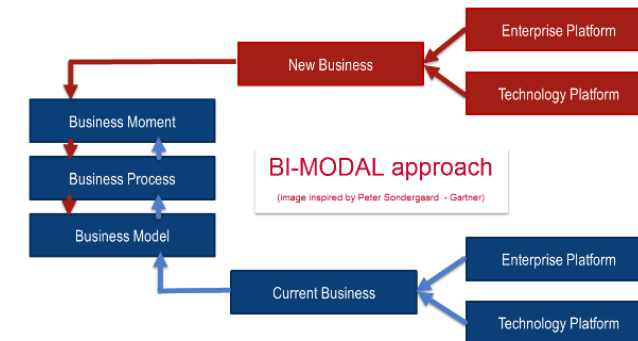 Enterprise Platform
New Business
Technology Platform
Business Moment
BI-MODAL approach
Business Process
(image inspired by Peter Sondergaard - Gartner)
Business Model
Enterprise Platform
Current Business
Technology Platform